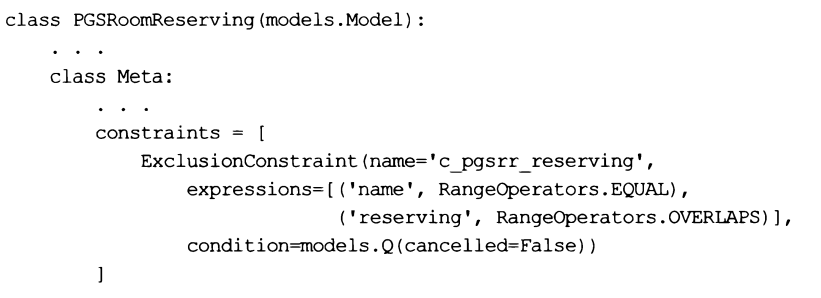 class PGSRoomReserving(models.Model):
    . . .
    class Meta:
        . . .
        constraints = [
            ExclusionConstraint(name='c_pgsrr_reserving',
                expressions=[('name', RangeOperators.EQUAL),
                             ('reserving', RangeOperators.OVERLAPS)],
                condition=models.Q(cancelled=False))
        ]